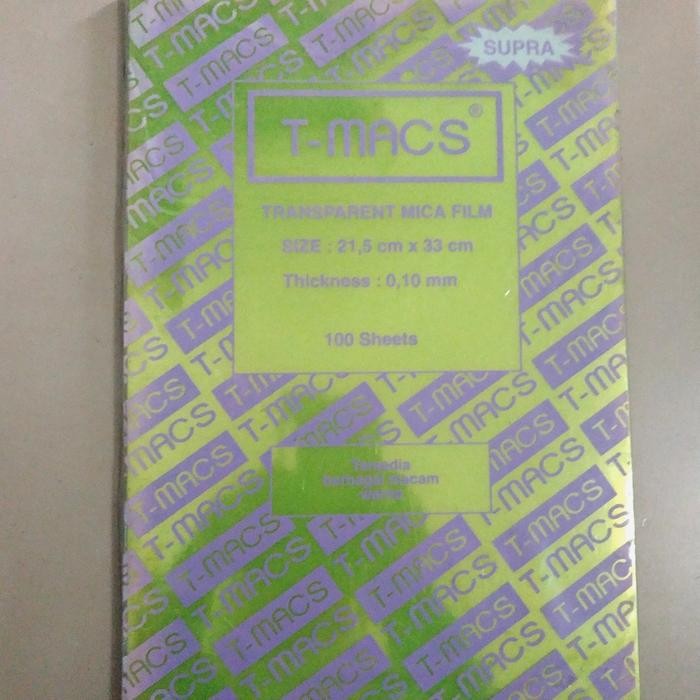 SUPRA
T-MACS®
TRANSPARENT MICA FILM
SIZE : 21,5 cm x 33 cm
Thickness : 0,10 mm
100 Sheets
Tersedia
berbagai macam
warna